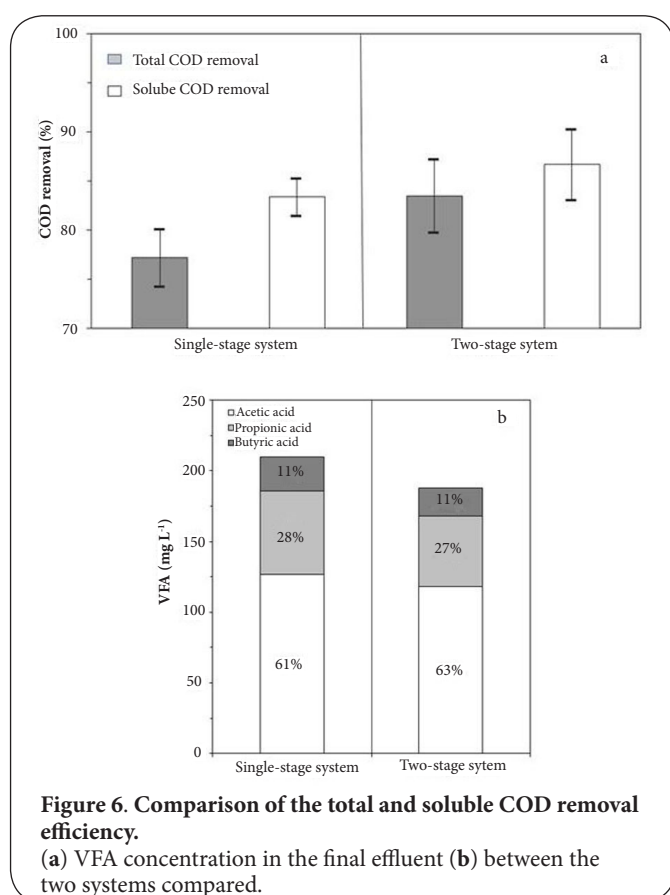 100
Total COD removal
a
Solube COD removal
90
COD removal (%)
80
70
Single-stage system
Two-stage sytem
250
Acetic acid
b
Propionic acid
Butyric acid
200
11%
11%
150
28%
27%
VFA (mg L-1)
100
61%
63%
50
0
Single-stage system
Two-stage sytem
Figure 6. Comparison of the total and soluble COD removal
efficiency.
(a) VFA concentration in the final effluent (b) between the
two systems compared.